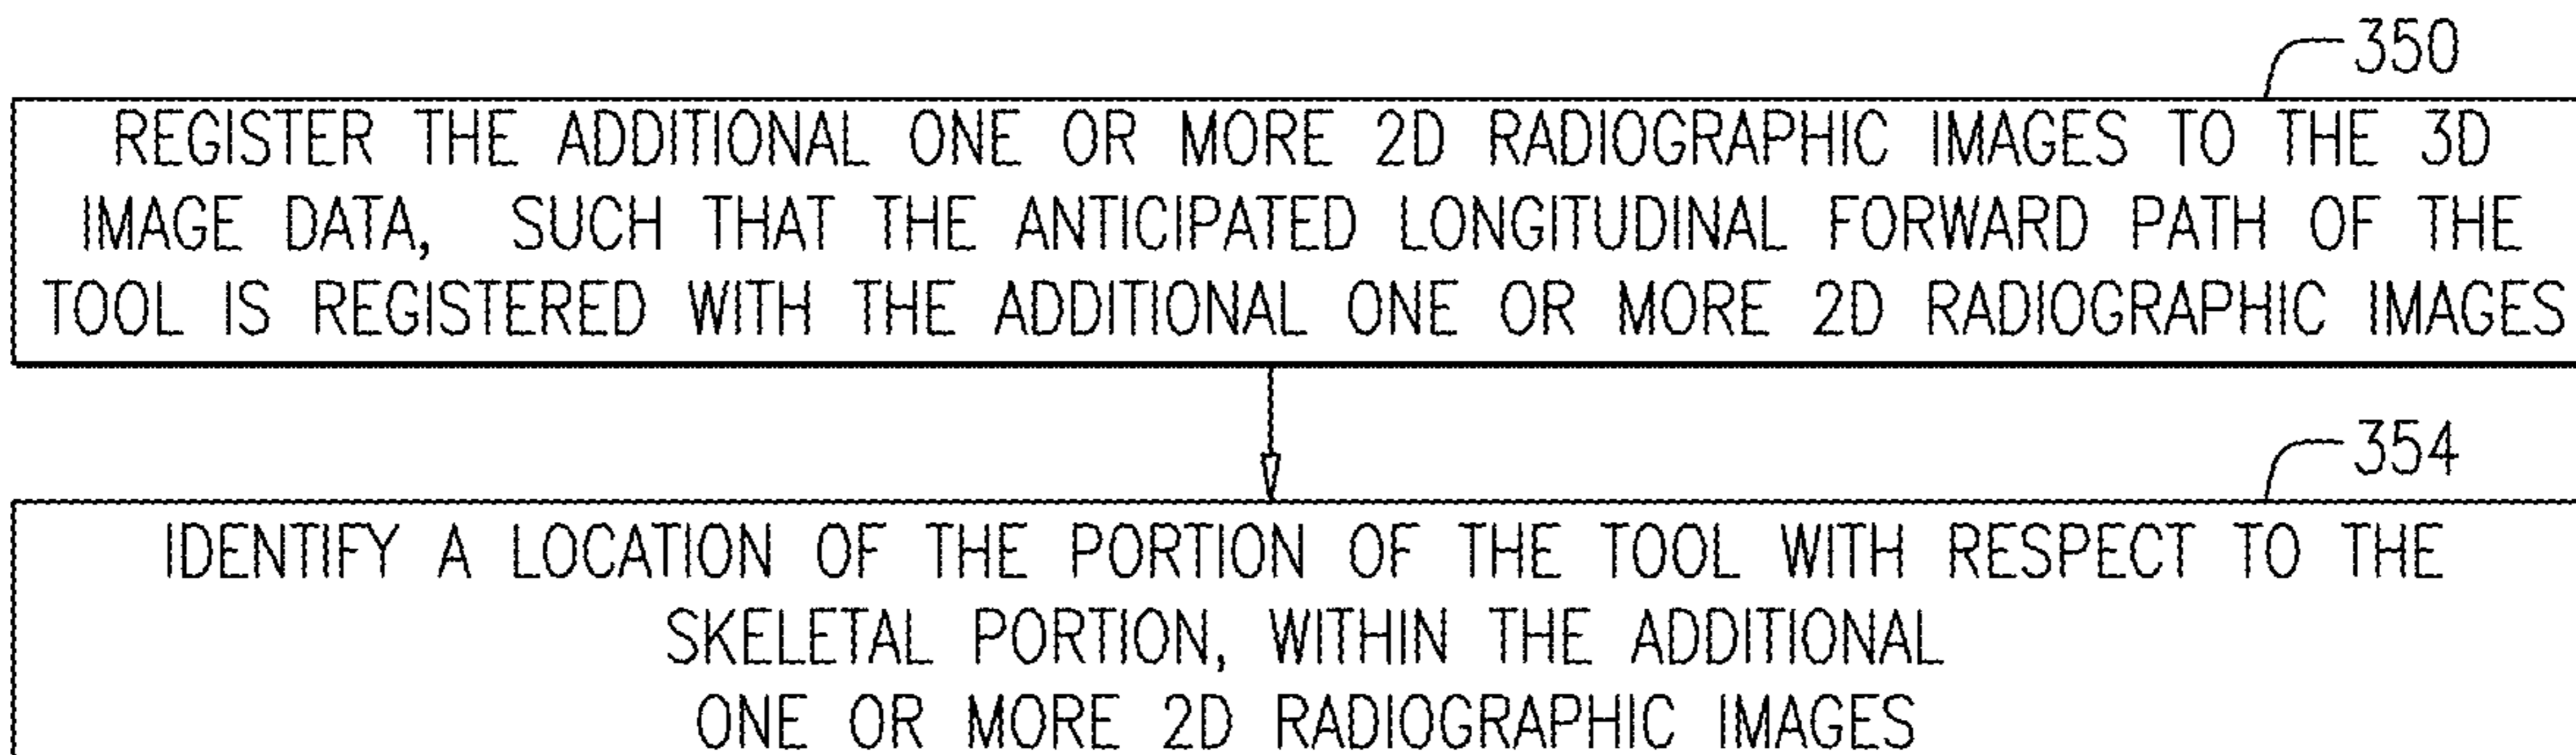 350
REGISTER THE ADDITIONAL ONE OR MORE 2D RADIOGRAPHIC IMAGES TO THE 3D
IMAGE DATA, SUCH THAT THE ANTICIPATED LONGITUDINAL FORWARD PATH OF THE
TOOL IS REGISTERED WITH THE ADDITIONAL ONE OR MORE 2D RADIOGRAPHIC IMAGES
354
IDENTIFY A LOCATION OF THE PORTION OF THE TOOL WITH RESPECT TO THE
SKELETAL PORTION, WITHIN THE ADDITIONAL
ONE OR MORE 2D RADIOGRAPHIC IMAGES